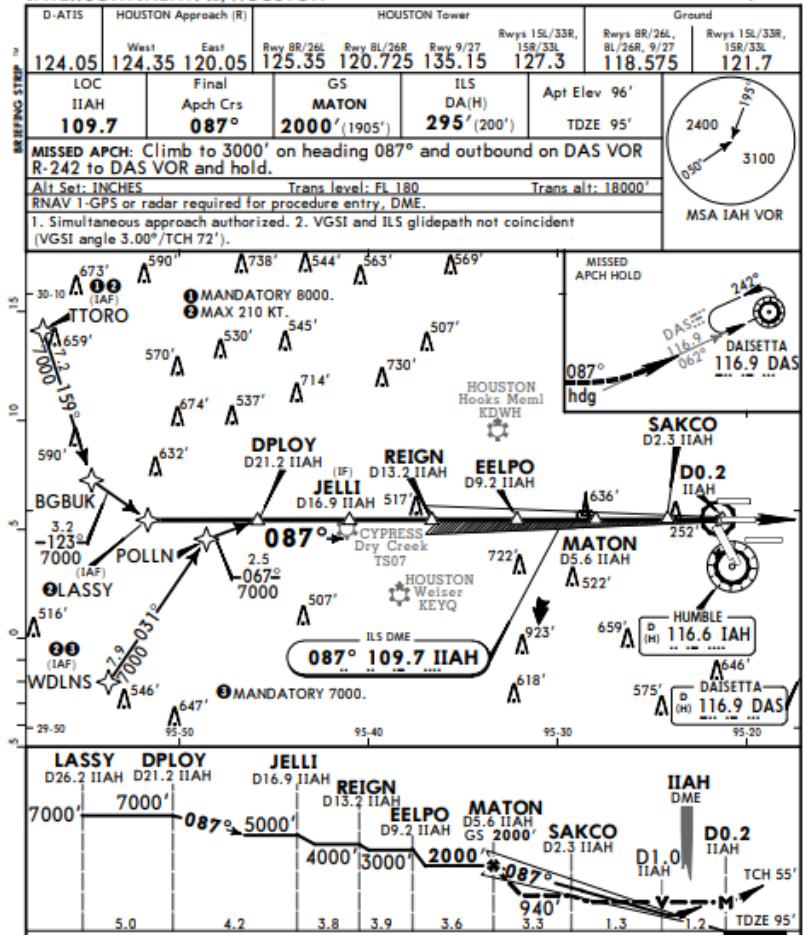 D-ATIS
124.05
HOUSTON Approach (R)
West East
124.35 120.05
HOUSTON Tower
Rwy 8R/26L
125.35
Rwy 8L/26R
120.725
Rwy 9/27
135.15
Rwys 15L/33R,
15R/33L
127.3
Ground
Rwys 8R/26L,
8L/26R, 9/27
118.575
Rwys 15L/33R,
15R/33L
121.7
BRIEFING STRIP ™
LOC
IIAH
109.7
Final
Apch Crs
087°
GS
MATON
2000'(1905')
ILS
DA(H)
295'(200')
Apt Elev 96'
TDZE 95'
MISSED APCH: Climb to 3000' on heading 087° and outbound on DAS VOR
R-242 to DAS VOR and hold.
Alt Set: INCHES Trans level: FL 180 Trans alt: 18000'
RNAV 1-GPS or radar required for procedure entry, DME.
1. Simultaneous approach authorized. 2. VGSI and ILS glidepath not coincident
(VGSI angle 3.00°/TCH 72').
195°
2400
050°
3100
MSA IAH VOR
673'
590'
738'
544'
563'
569'
30-10
❶❷
(IAF)
TTORO
659'
❶MANDATORY 8000.
❷MAX 210 KT.
530'
545'
507'
570'
730'
714'
674'
537'
632'
590'
7.2
7000
159°
MISSED
APCH HOLD
242°
DAS
116.9
062°
DAISETTA
116.9 DAS
087°
hdg
HOUSTON
Hooks Meml
KDWH
15
10
5
0
5
SAKCO
D2.3 IIAH
DPLOY
D21.2 IIAH
REIGN
D13.2 IIAH
(IF)
JELLI
D16.9 IIAH
EELPO
D9.2 IIAH
D0.2
IIAH
517'
636'
252'
BGBUK
3.2
123°
7000
POLLN
087°
CYPRESS
Dry Creek
TS07
MATON
D5.6 IIAH
(IAF)
❷LASSY
2.5
067°
7000
HOUSTON
Weiser
KEYQ
722'
522'
516'
507'
923'
659'
HUMBLE
D
(H) 116.6 IAH
❷❸
(IAF)
WDLNS
7.9
7000
031°
ILS DME
087° 109.7 IIAH
646'
546'
647'
❸MANDATORY 7000.
618'
575'
DAISETTA
D
(H) 116.9 DAS
29-50
95-50
95-40
95-30
95-20
LASSY
D26.2 IIAH
DPLOY
D21.2 IIAH
JELLI
D16.9 IIAH
REIGN
D13.2 IIAH
EELPO
D9.2 IIAH
MATON
D5.6 IIAH
GS 2000'
SAKCO
D2.3 IIAH
IIAH
DME
D1.0
IIAH
D0.2
IIAH
7000'
7000'
087°
5000'
4000'
3000'
2000'
087°
940'
V
M
TCH 55'
TDZE 95'
5.0
4.2
3.8
3.9
3.6
3.3
1.3
1.2